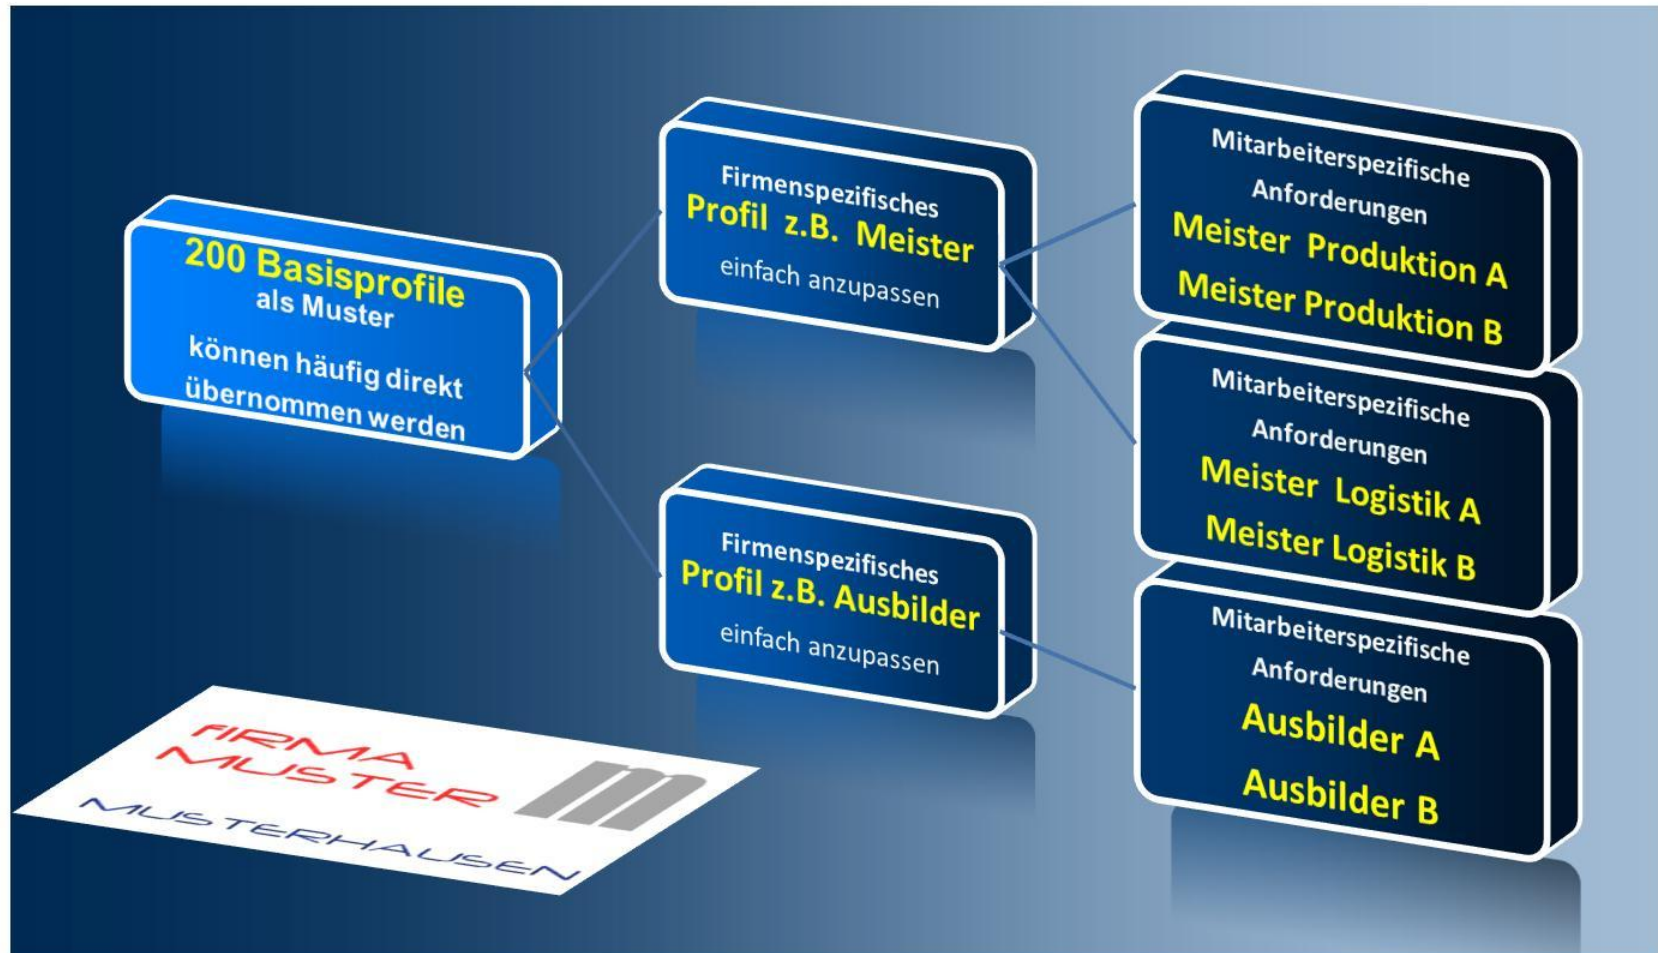 200 Basisprofile
als Muster
können häufig direkt
übernommen werden
Firmenspezifisches
Profil z.B. Meister
einfach anzupassen
Firmenspezifisches
Profil z.B. Ausbilder
einfach anzupassen
Mitarbeiterspezifische
Anforderungen
Meister Produktion A
Meister Produktion B
Mitarbeiterspezifische
Anforderungen
Meister Logistik A
Meister Logistik B
Mitarbeiterspezifische
Anforderungen
Ausbilder A
Ausbilder B
fIRMA
MUSTER
m
MUSTERHAUSEN